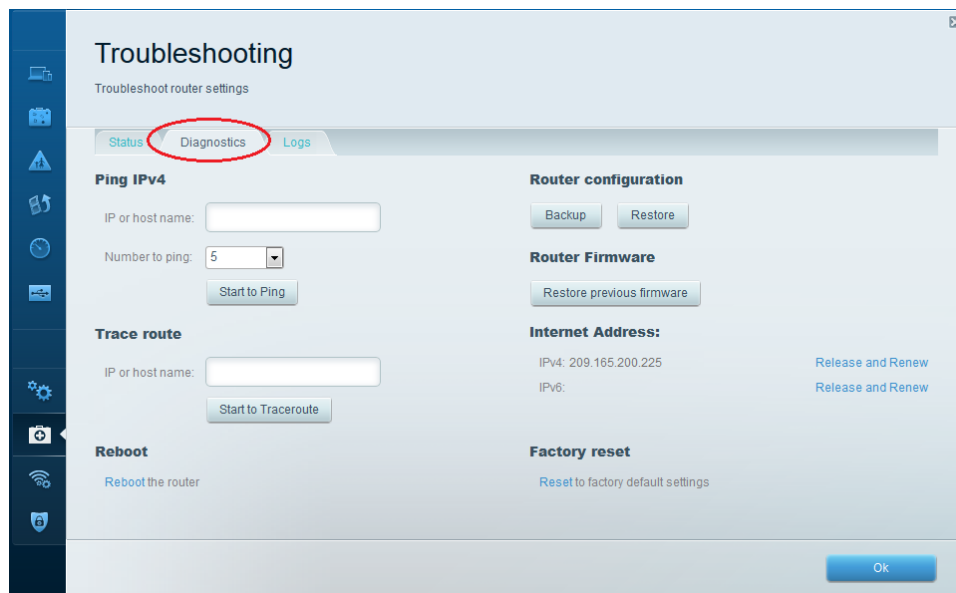 Troubleshooting
Troubleshoot router settings
Status Diagnostics Logs
Ping IPv4
IP or host name:
Number to ping: 5
Start to Ping
Trace route
IP or host name:
Start to Traceroute
Reboot
Reboot the router
Router configuration
Backup Restore
Router Firmware
Restore previous firmware
Internet Address:
IPv4: 209.165.200.225 Release and Renew
IPv6: Release and Renew
Factory reset
Reset to factory default settings
Ok